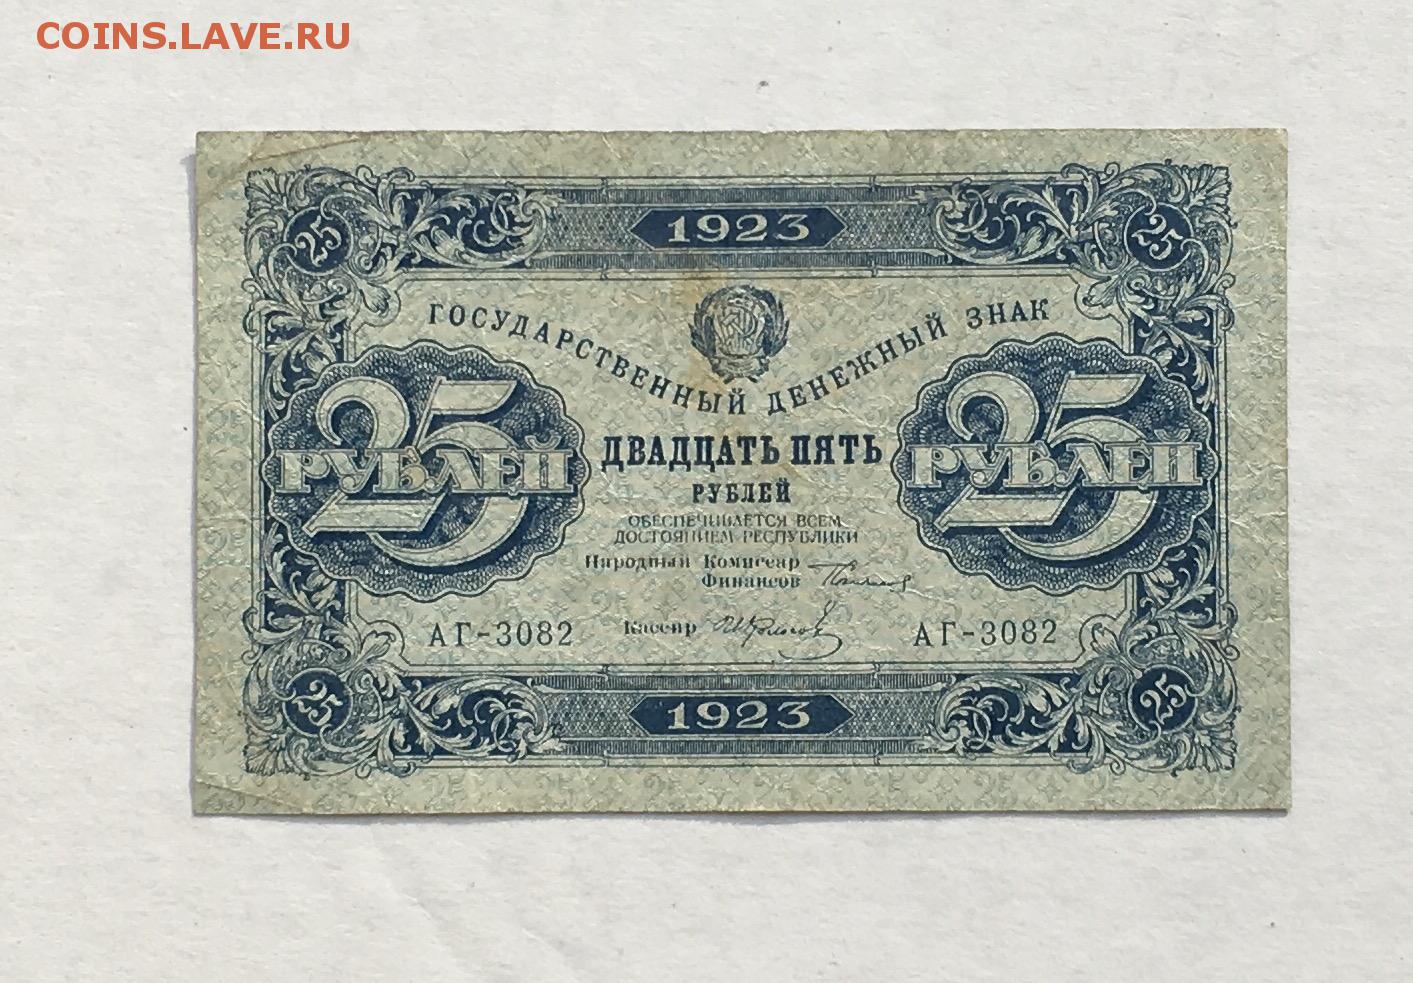 COINS.LAVE.RU
25 1923 25
ГОСУДАРСТВЕННЫЙ ДЕНЕЖНЫЙ ЗНАК
25 РУБЛЕЙ
ДВАДЦАТЬ ПЯТЬ
РУБЛЕЙ
ОБЕСПЕЧИВАЕТСЯ ВСЕМ
ДОСТОЯНИЕМ РЕСПУБЛИКИ
Народный Комиссар
Финансов
25 РУБЛЕЙ
АГ-3082 Кассир АГ-3082
25 1923 25